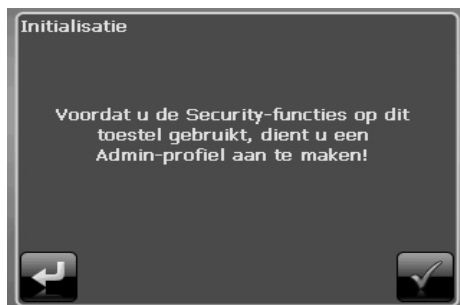 Initialisatie
Voordat u de Security-functies op dit
toestel gebruikt, dient u een
Admin-profiel aan te maken!